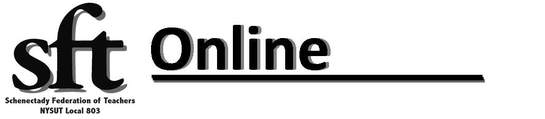 sft Online
Schenectady Federation of Teachers
NYSUT Local 803